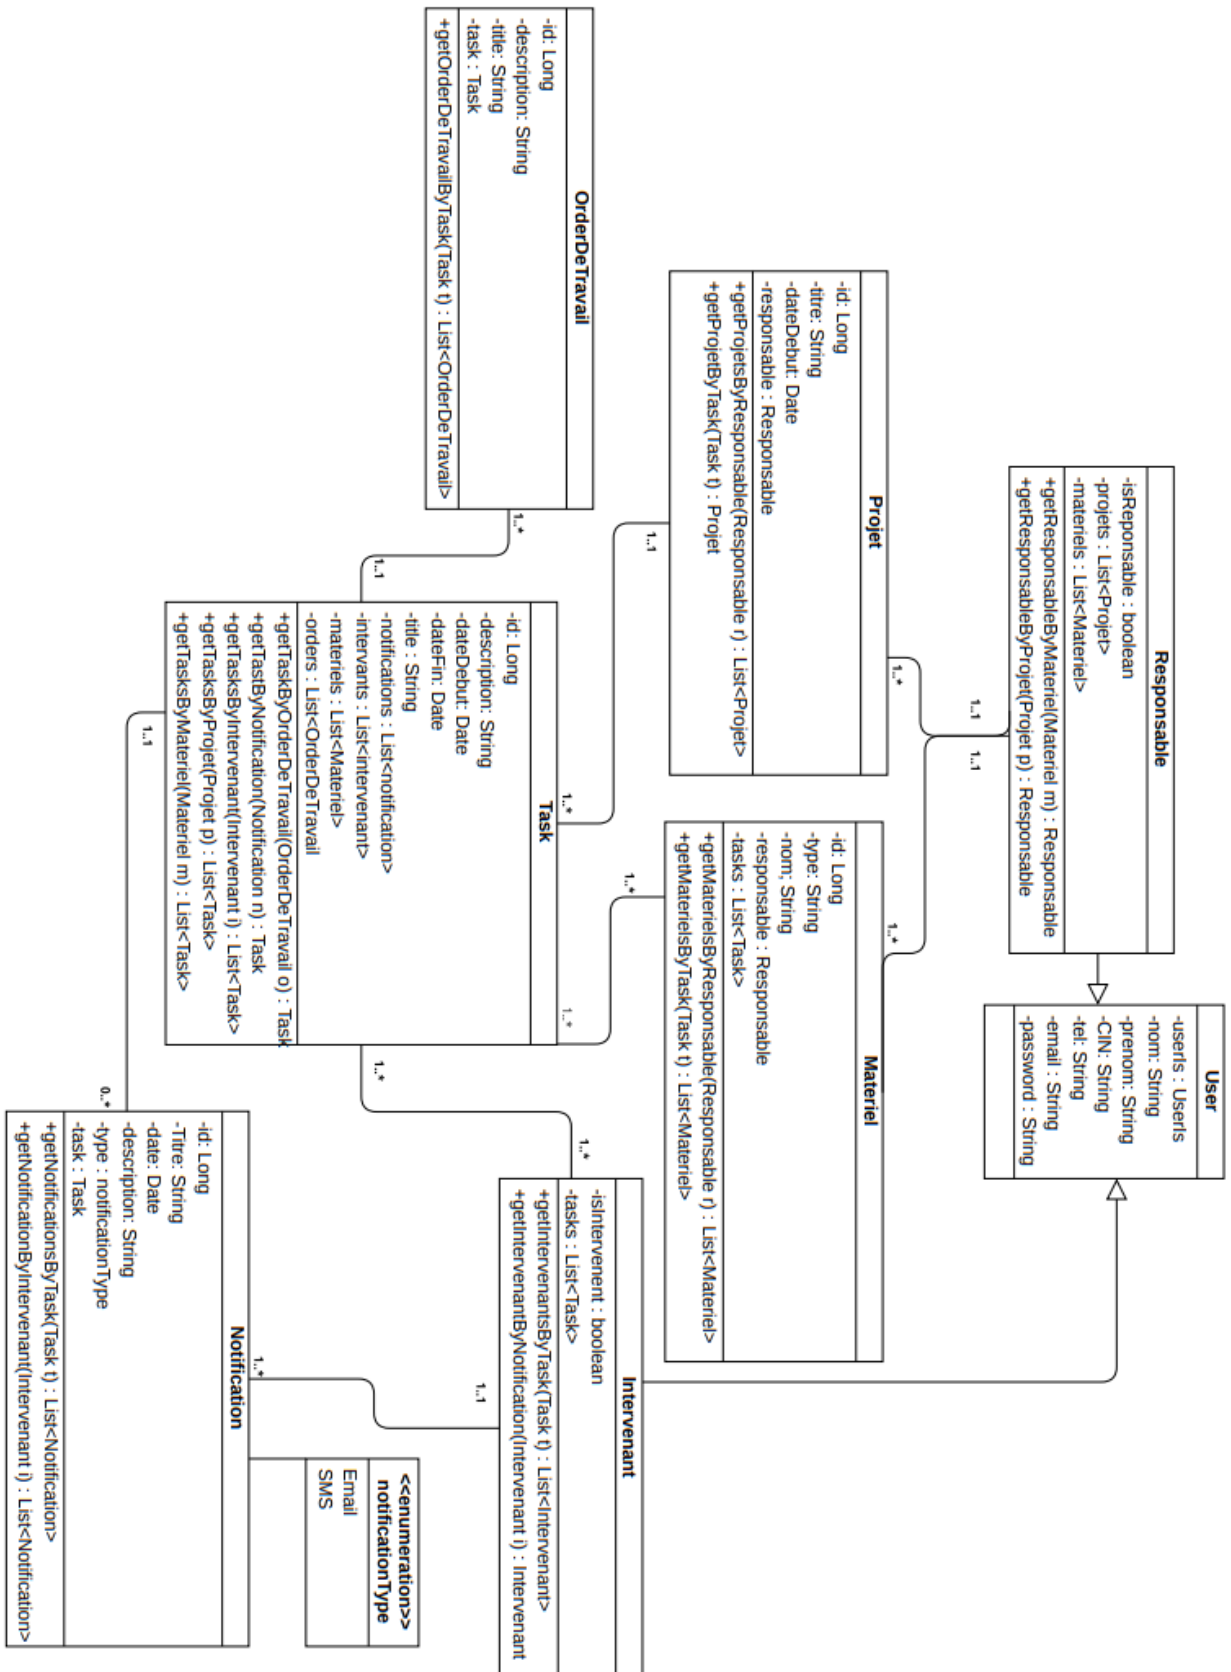 User
-userIs : UserIs
-nom: String
-prenom: String
-CIN: String
-tel: String
-email : String
-password : String
Responsable
-isReponsable : boolean
-projets : List<Projet>
-materiels : List<Materiel>
+getResponsableByMateriel(Materiel m) : Responsable
+getResponsableByProjet(Projet p) : Responsable
1..1
1..1
1..*
1..*
Projet
-id: Long
-titre: String
-dateDebut: Date
-responsable : Responsable
+getProjetsByResponsable(Responsable r) : List<Projet>
+getProjetByTask(Task t) : Projet
1..1
1..*
Materiel
-id: Long
-type: String
-nom; String
-responsable : Responsable
-tasks : List<Task>
+getMaterielsByResponsable(Responsable r) : List<Materiel>
+getMaterielsByTask(Task t) : List<Materiel>
1..*
1..*
Intervenant
-isIntervenent : boolean
-tasks : List<Task>
+getIntervenantsByTask(Task t) : List<Intervenant>
+getIntervenantByNotification(Intervenant i) : Intervenant
1..*
1..*
1..1
1..*
OrderDeTravail
-id: Long
-description: String
-title: String
-task : Task
+getOrderDeTravailByTask(Task t) : List<OrderDeTravail>
1..*
1..1
Task
-id: Long
-description: String
-dateDebut: Date
-dateFin: Date
-title : String
-notifications : List<notification>
-intervants : List<intervenant>
-materiels : List<Materiel>
-orders : List<OrderDeTravail
+getTaskByOrderDeTravail(OrderDeTravail o) : Task
+getTastByNotification(Notification n) : Task
+getTasksByIntervenant(Intervenant i) : List<Task>
+getTasksByProjet(Projet p) : List<Task>
+getTasksByMateriel(Materiel m) : List<Task>
1..1
0..*
<<enumeration>>
notificationType
Email
SMS
Notification
-id: Long
-Titre: String
-date: Date
-description: String
-type : notificationType
-task : Task
+getNotificationsByTask(Task t) : List<Notification>
+getNotificationByIntervenant(Intervenant i) : List<Notification>